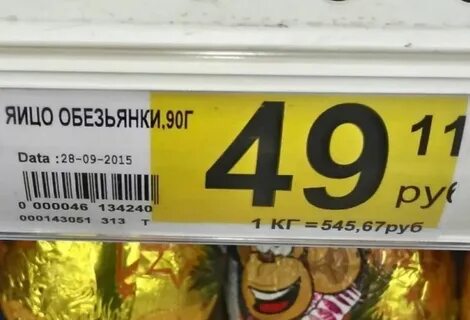 ЯИЦО ОБЕЗЬЯНКИ,90Г
49 11
руб
Data :28-09-2015
0 000046 134240
000143051 313 Т
1 КГ =545,67руб